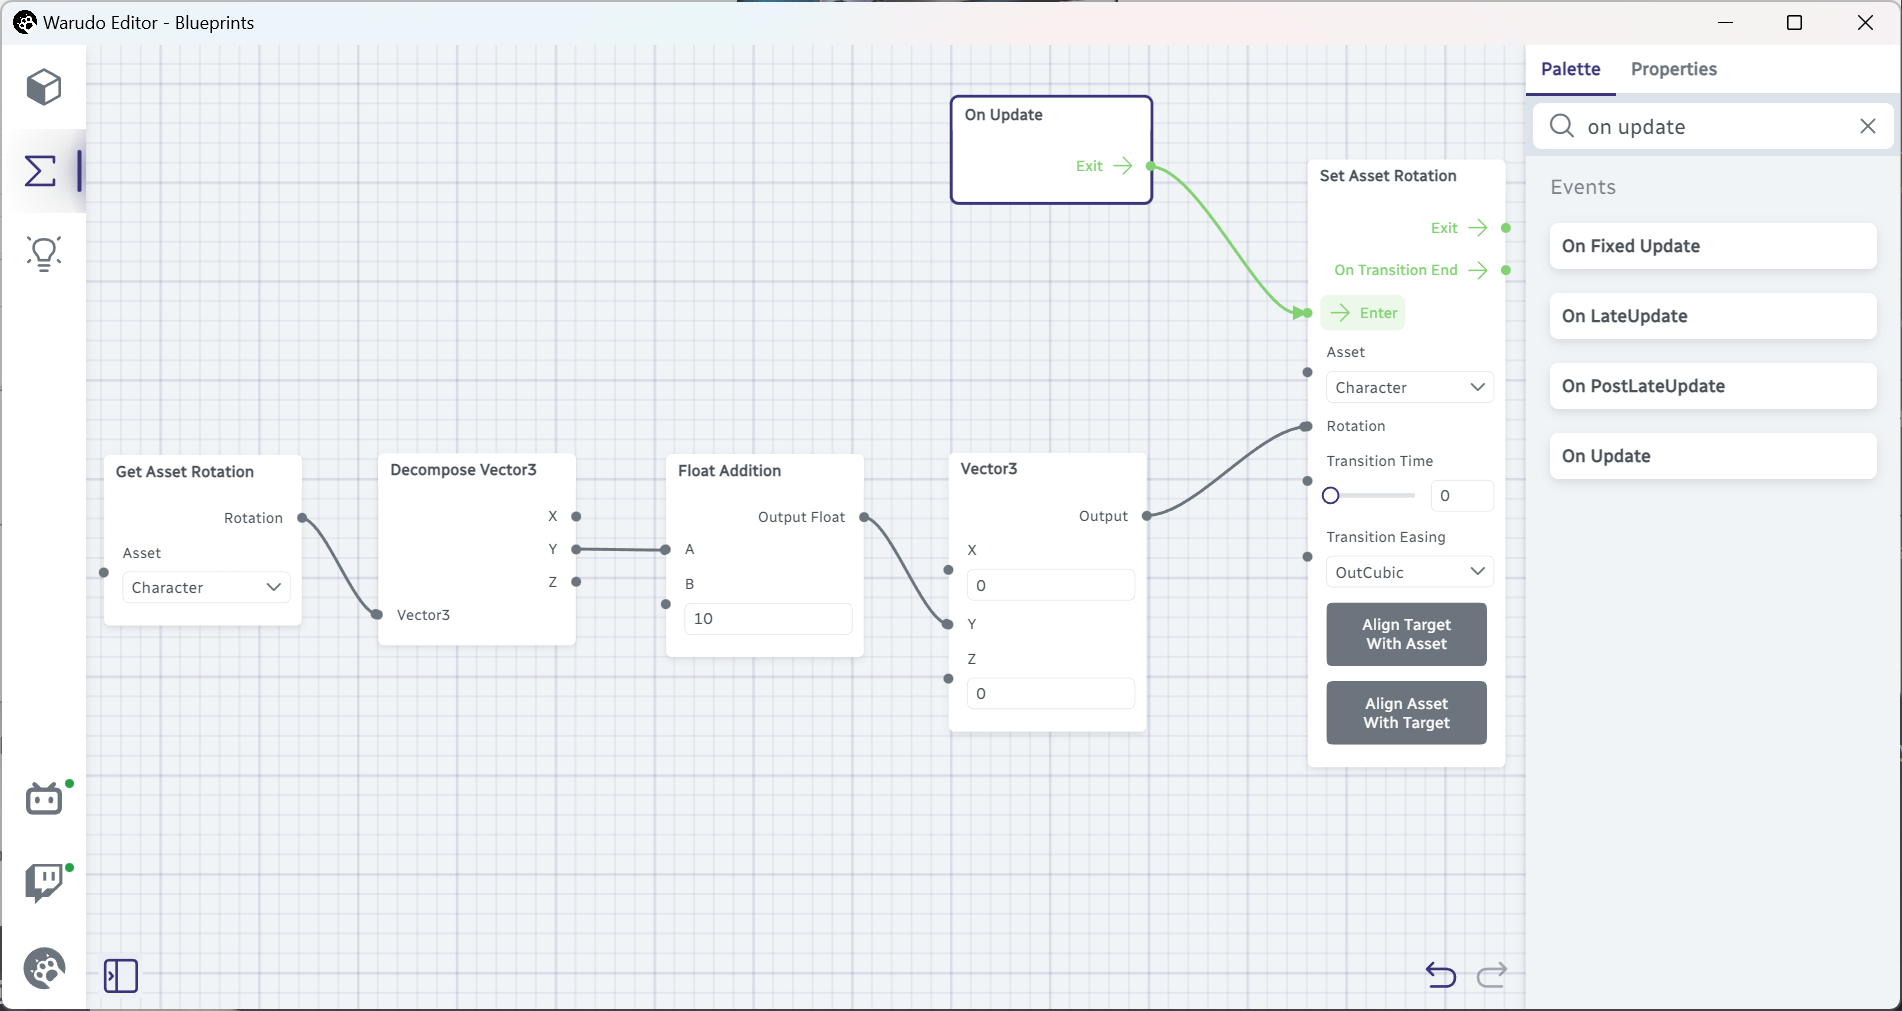 Warudo Editor - Blueprints
Palette
Properties
on update
Events
On Fixed Update
On LateUpdate
On PostLateUpdate
On Update
On Update
Exit
Set Asset Rotation
Exit
On Transition End
Enter
Asset
Character
Rotation
Transition Time
0
Transition Easing
OutCubic
Align Target
With Asset
Align Asset
With Target
Get Asset Rotation
Rotation
Asset
Character
Decompose Vector3
X
Y
Z
Vector3
Float Addition
Output Float
A
B
10
Vector3
Output
X
0
Y
Z
0